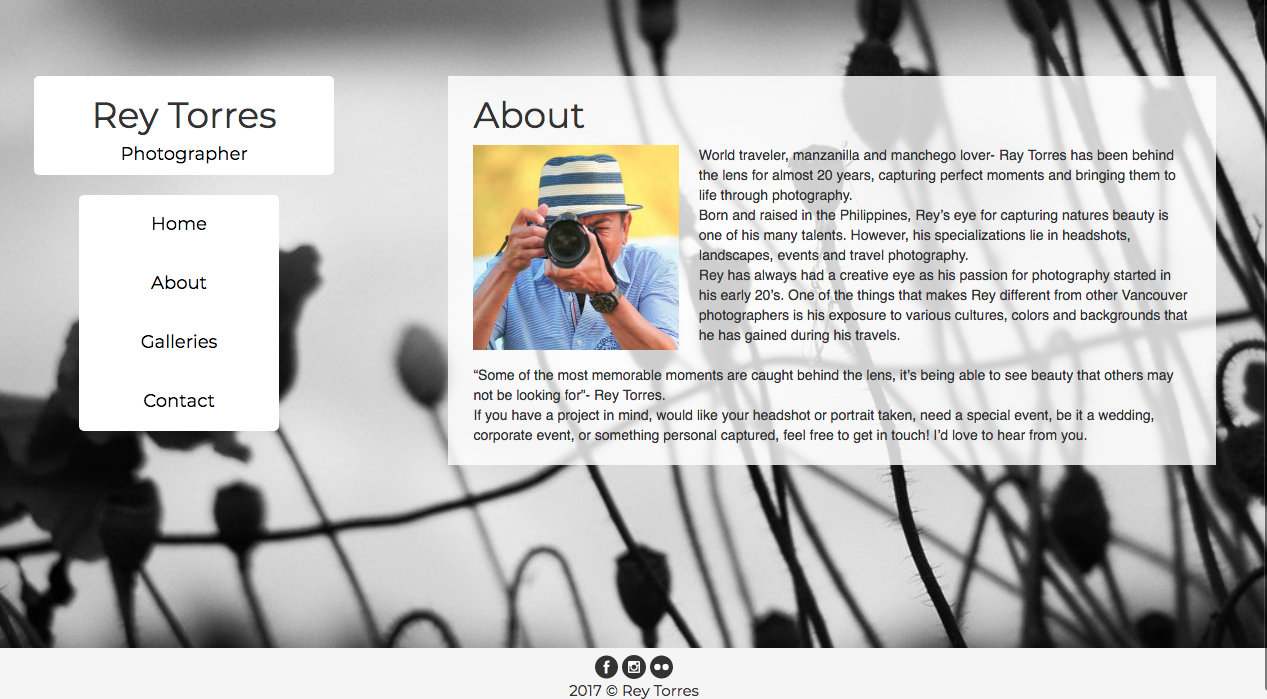 Rey Torres
Photographer
Home
About
Galleries
Contact
About
World traveler, manzanilla and manchego lover- Ray Torres has been behind
the lens for almost 20 years, capturing perfect moments and bringing them to
life through photography.
Born and raised in the Philippines, Rey’s eye for capturing natures beauty is
one of his many talents. However, his specializations lie in headshots,
landscapes, events and travel photography.
Rey has always had a creative eye as his passion for photography started in
his early 20’s. One of the things that makes Rey different from other Vancouver
photographers is his exposure to various cultures, colors and backgrounds that
he has gained during his travels.
“Some of the most memorable moments are caught behind the lens, it’s being able to see beauty that others may
not be looking for”- Rey Torres.
If you have a project in mind, would like your headshot or portrait taken, need a special event, be it a wedding,
corporate event, or something personal captured, feel free to get in touch! I’d love to hear from you.
2017 © Rey Torres